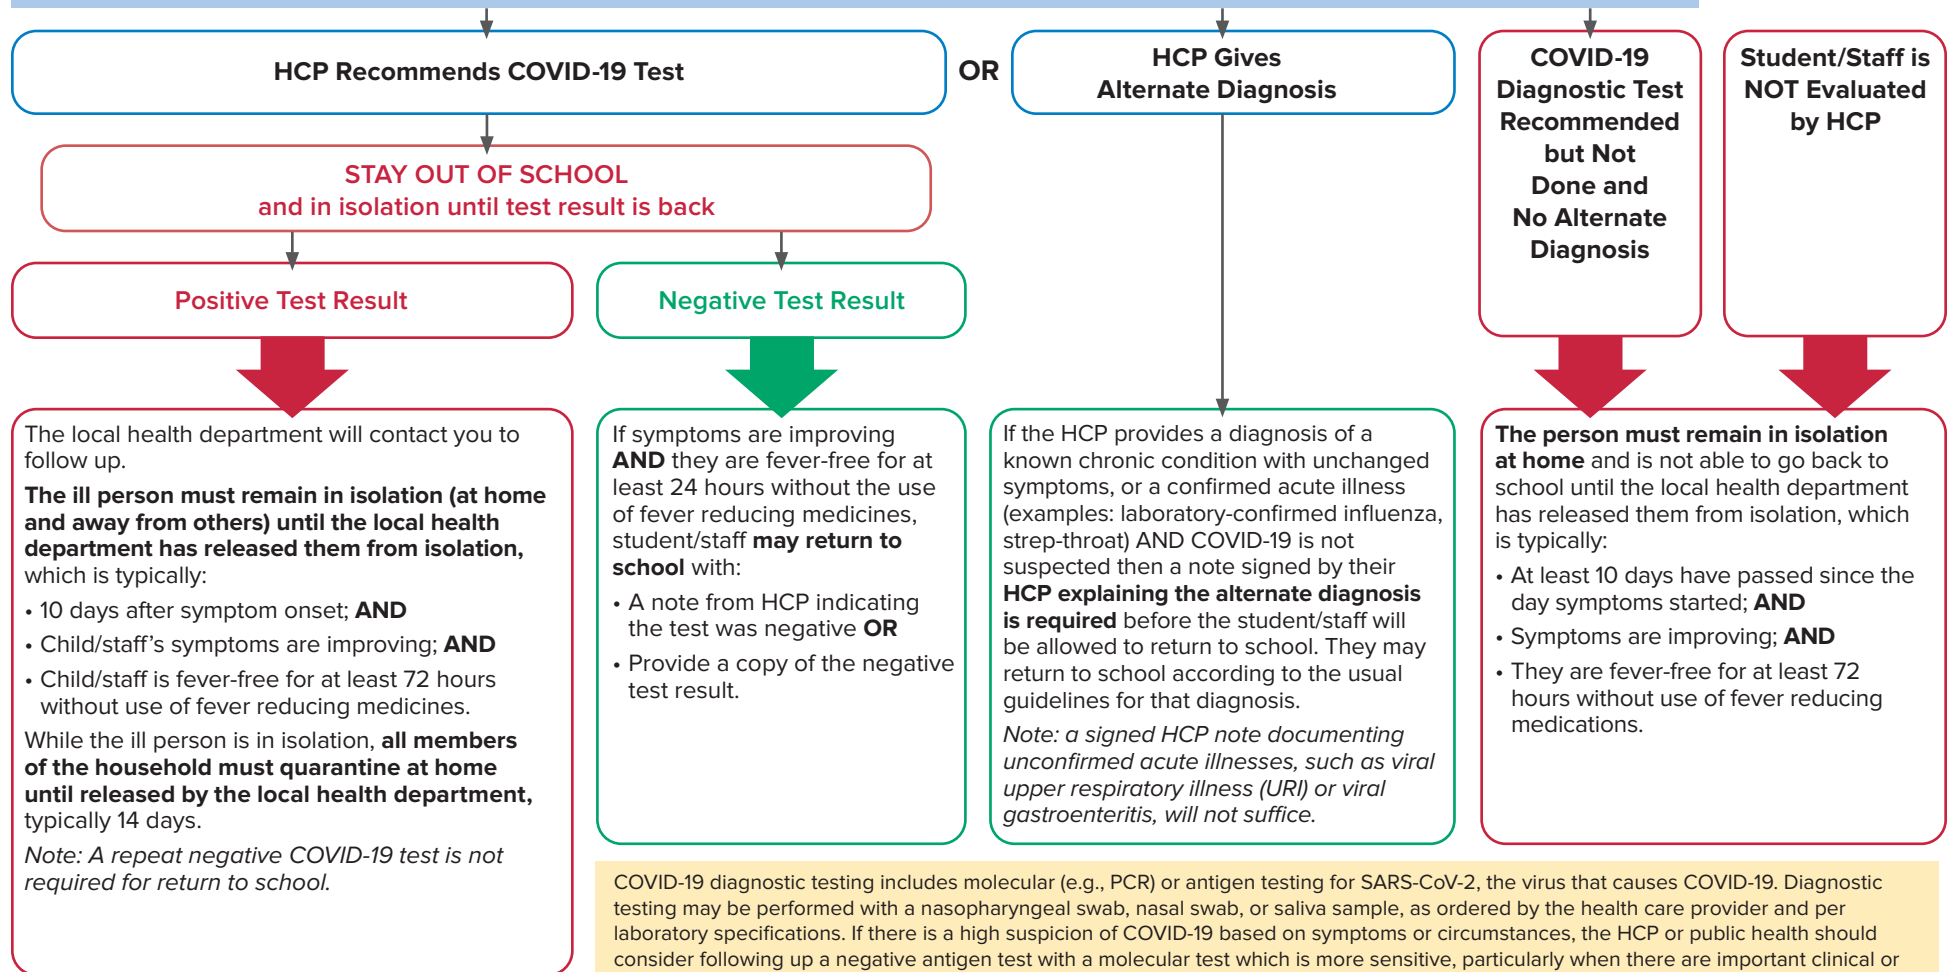 HCP Recommends COVID-19 Test
OR
HCP Gives
Alternate Diagnosis
COVID-19
Diagnostic Test
Recommended
but Not
Done and
No Alternate
Diagnosis
Student/Staff is
NOT Evaluated
by HCP
STAY OUT OF SCHOOL
and in isolation until test result is back
Positive Test Result
Negative Test Result
The local health department will contact you to
follow up.
The ill person must remain in isolation (at home
and away from others) until the local health
department has released them from isolation,
which is typically:
• 10 days after symptom onset; AND
• Child/staff's symptoms are improving; AND
• Child/staff is fever-free for at least 72 hours
without use of fever reducing medicines.
While the ill person is in isolation, all members
of the household must quarantine at home
until released by the local health department,
typically 14 days.
Note: A repeat negative COVID-19 test is not
required for return to school.
If symptoms are improving
AND they are fever-free for at
least 24 hours without the use
of fever reducing medicines,
student/staff may return to
school with:
• A note from HCP indicating
the test was negative OR
• Provide a copy of the negative
test result.
If the HCP provides a diagnosis of a
known chronic condition with unchanged
symptoms, or a confirmed acute illness
(examples: laboratory-confirmed influenza,
strep-throat) AND COVID-19 is not
suspected then a note signed by their
HCP explaining the alternate diagnosis
is required before the student/staff will
be allowed to return to school. They may
return to school according to the usual
guidelines for that diagnosis.
Note: a signed HCP note documenting
unconfirmed acute illnesses, such as viral
upper respiratory illness (URI) or viral
gastroenteritis, will not suffice.
The person must remain in isolation
at home and is not able to go back to
school until the local health department
has released them from isolation, which
is typically:
• At least 10 days have passed since the
day symptoms started; AND
• Symptoms are improving; AND
• They are fever-free for at least 72
hours without use of fever reducing
medications.
COVID-19 diagnostic testing includes molecular (e.g., PCR) or antigen testing for SARS-CoV-2, the virus that causes COVID-19. Diagnostic
testing may be performed with a nasopharyngeal swab, nasal swab, or saliva sample, as ordered by the health care provider and per
laboratory specifications. If there is a high suspicion of COVID-19 based on symptoms or circumstances, the HCP or public health should
consider following up a negative antigen test with a molecular test which is more sensitive, particularly when there are important clinical or